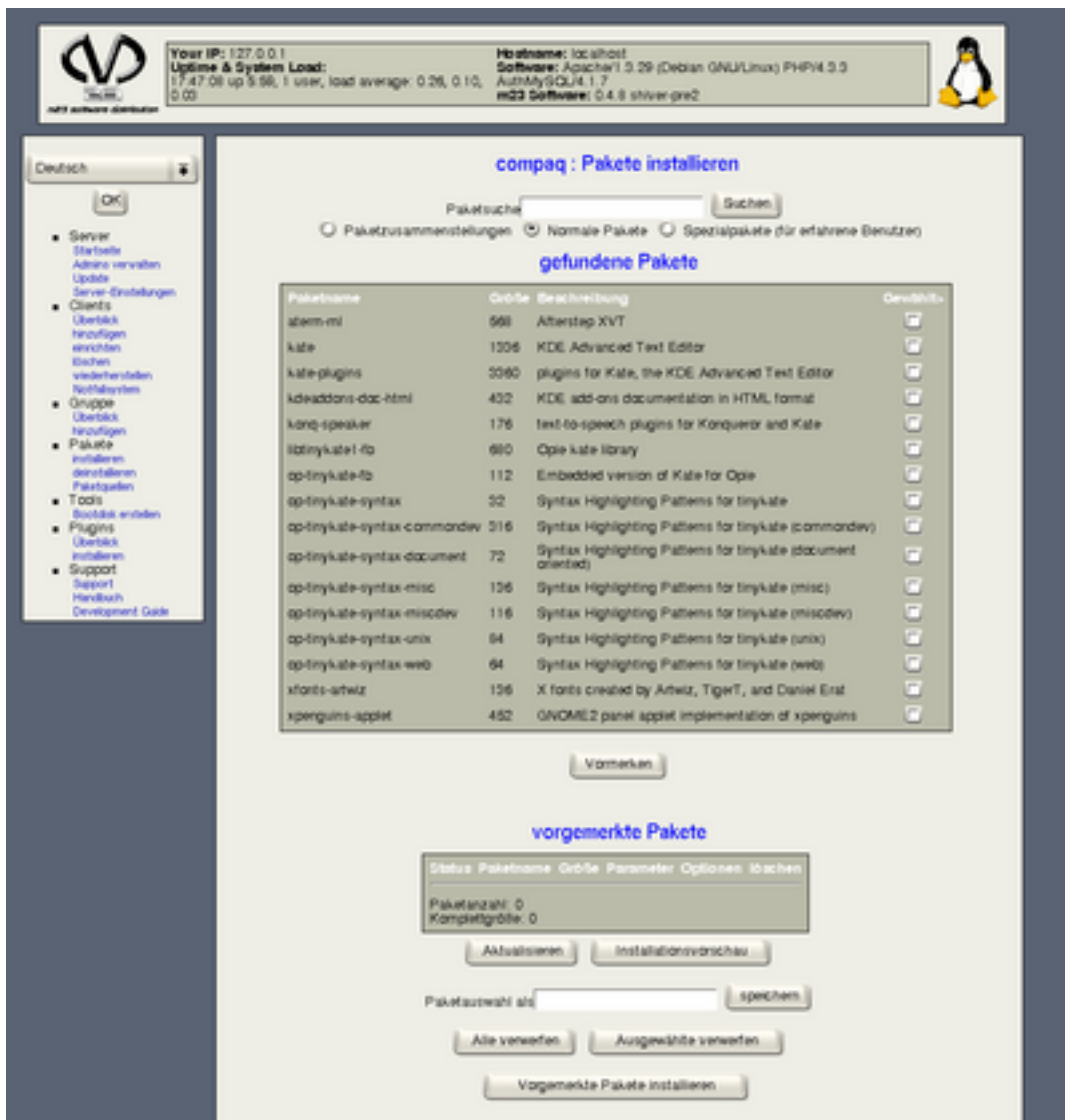 m23 software distribution
Your IP: 127.0.0.1
Uptime & System Load:
17:47:08 up 5:58, 1 user, load average: 0.26, 0.10,
0.03
Hostname: localhost
Software: Apache/1.3.29 (Debian GNU/Linux) PHP/4.3.3
AuthMySQL/4.1.7
m23 Software: 0.4.8 shiver-pre2
Deutsch
OK
Server
Startseite
Admins verwalten
Update
Server-Einstellungen
Clients
Überblick
hinzufügen
einrichten
löschen
wiederherstellen
Notfallsystem
Gruppe
Überblick
hinzufügen
Pakete
installieren
deinstallieren
Paketquellen
Tools
Bootdisk erstellen
Plugins
Überblick
installieren
Support
Support
Handbuch
Development Guide
compaq : Pakete installieren
Paketsuche Suchen
Paketzusammenstellungen Normale Pakete Spezialpakete (für erfahrene Benutzer)
gefundene Pakete
Paketname Größe Beschreibung Gewählt>
aterm-ml 568 Afterstep XVT
kate 1336 KDE Advanced Text Editor
kate-plugins 3360 plugins for Kate, the KDE Advanced Text Editor
kdeaddons-doc-html 432 KDE add-ons documentation in HTML format
konq-speaker 176 text-to-speech plugins for Konqueror and Kate
libtinykate1-fb 680 Opie kate library
op-tinykate-fb 112 Embedded version of Kate for Opie
op-tinykate-syntax 32 Syntax Highlighting Patterns for tinykate
op-tinykate-syntax-commondev 316 Syntax Highlighting Patterns for tinykate (commondev)
op-tinykate-syntax-document 72 Syntax Highlighting Patterns for tinykate (document
oriented)
op-tinykate-syntax-misc 136 Syntax Highlighting Patterns for tinykate (misc)
op-tinykate-syntax-miscdev 116 Syntax Highlighting Patterns for tinykate (miscdev)
op-tinykate-syntax-unix 84 Syntax Highlighting Patterns for tinykate (unix)
op-tinykate-syntax-web 64 Syntax Highlighting Patterns for tinykate (web)
xfonts-artwiz 136 X fonts created by Artwiz, TigerT, and Daniel Erat
xpenguins-applet 452 GNOME2 panel applet implementation of xpenguins
Vormerken
vorgemerkte Pakete
Status Paketname Größe Parameter Optionen löschen
Paketanzahl: 0
Komplettgröße: 0
Aktualisieren Installationsvorschau
Paketauswahl als speichern
Alle verwerfen Ausgewählte verwerfen
Vorgemerkte Pakete installieren